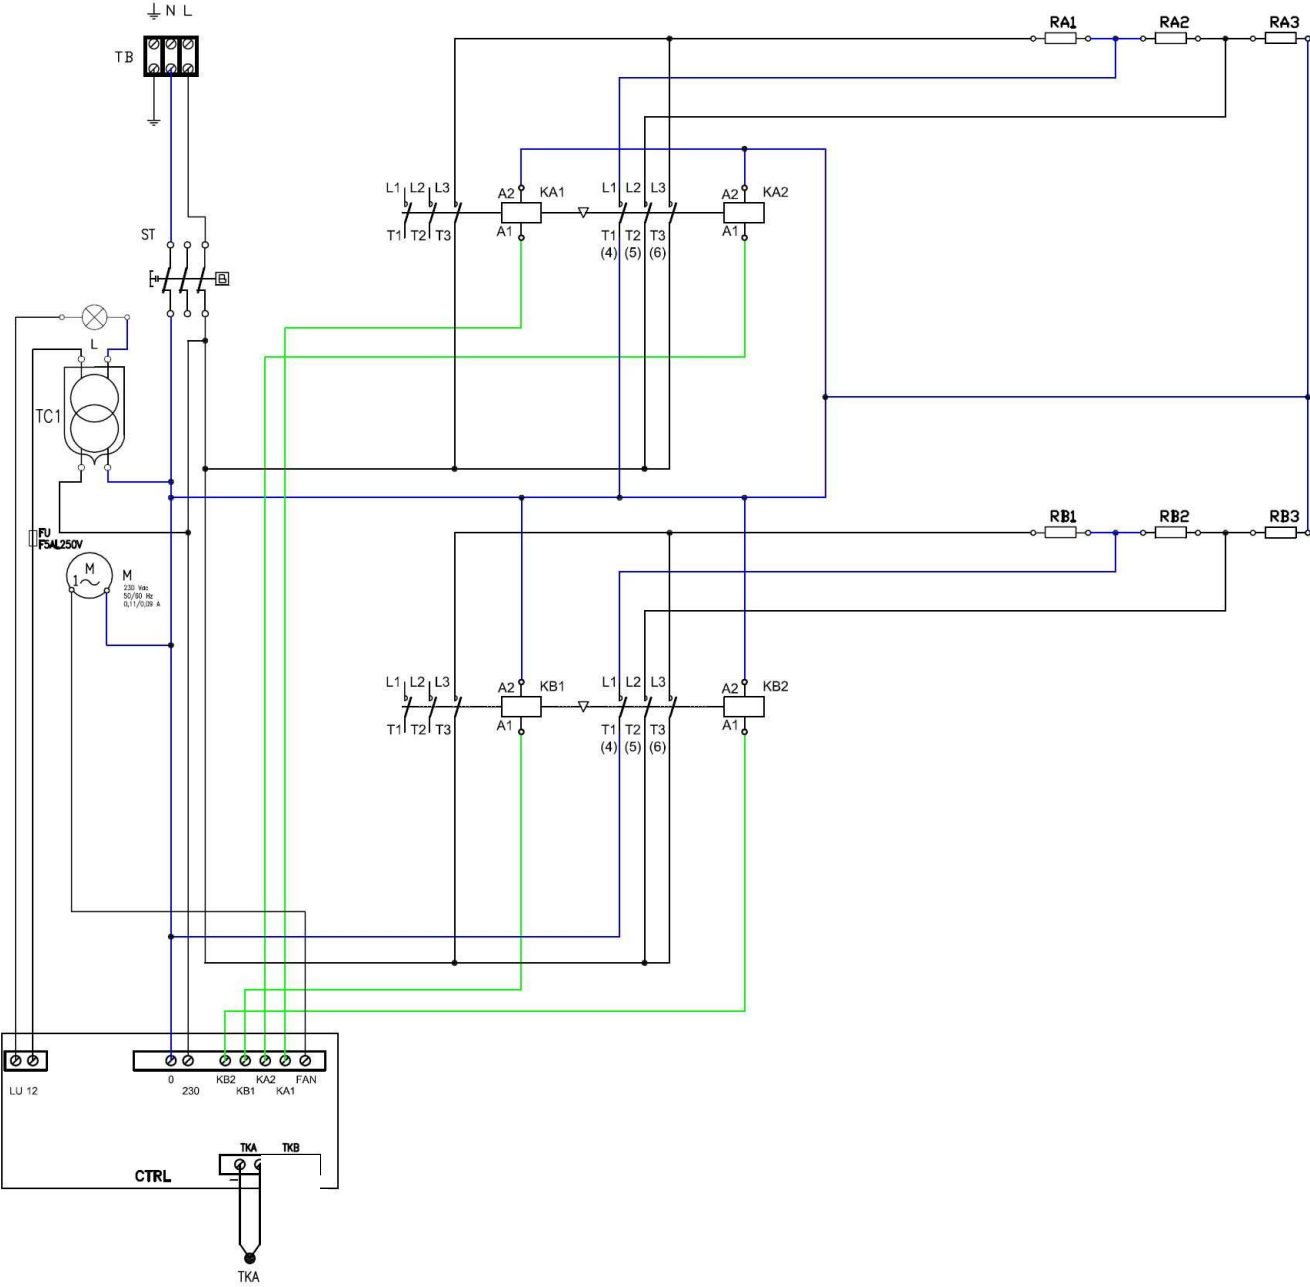 N L
TB
RA1 RA2 RA3
L1 L2 L3 A2 KA1 L1 L2 L3 A2 KA2
T1 T2 T3 A1 T1 T2 T3 A1
(4) (5) (6)
ST
B
L
TC1
FU
F5AL250V
RB1 RB2 RB3
M
1~
M
230 Vac
50/60 Hz
0,11/0,09 A
L1 L2 L3 A2 KB1 L1 L2 L3 A2 KB2
T1 T2 T3 A1 T1 T2 T3 A1
(4) (5) (6)
LU 12
0 230 KB2 KB1 KA2 KA1 FAN
TKA TKB
CTRL
–
TKA